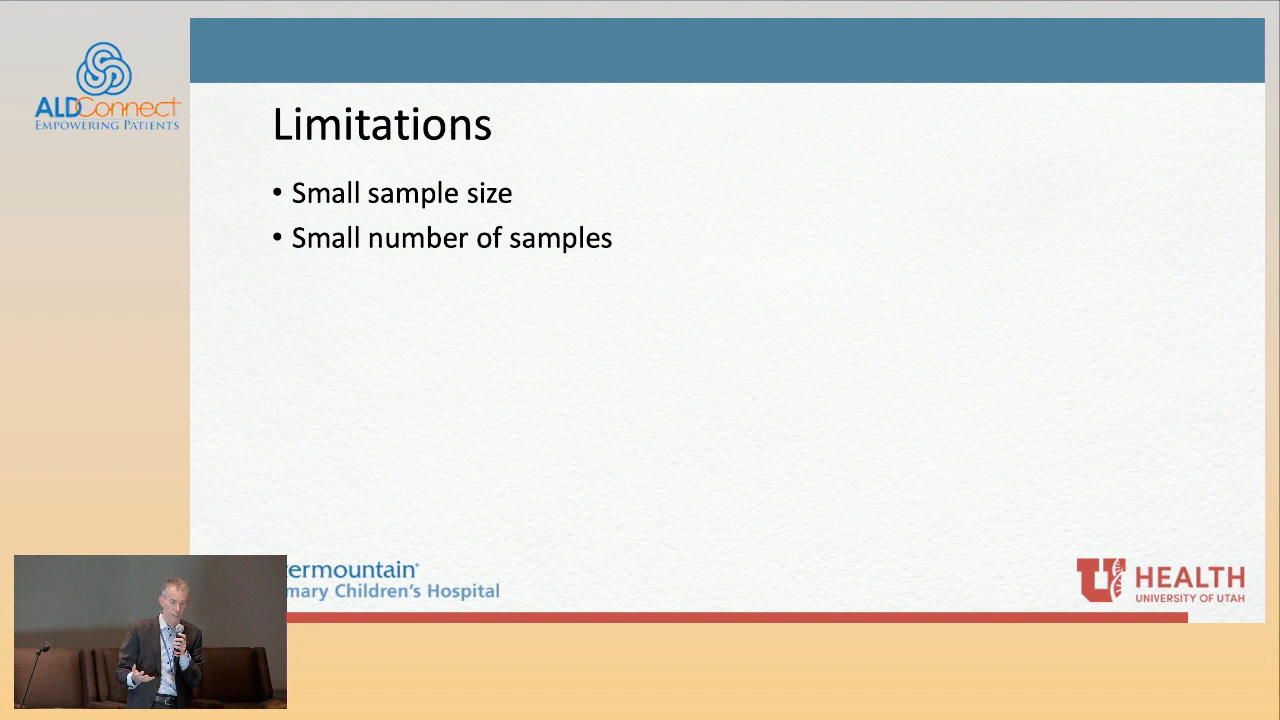 ALDConnect
EMPOWERING PATIENTS
Limitations
• Small sample size
• Small number of samples
ermountain
mary Children's Hospital
U HEALTH
UNIVERSITY OF UTAH